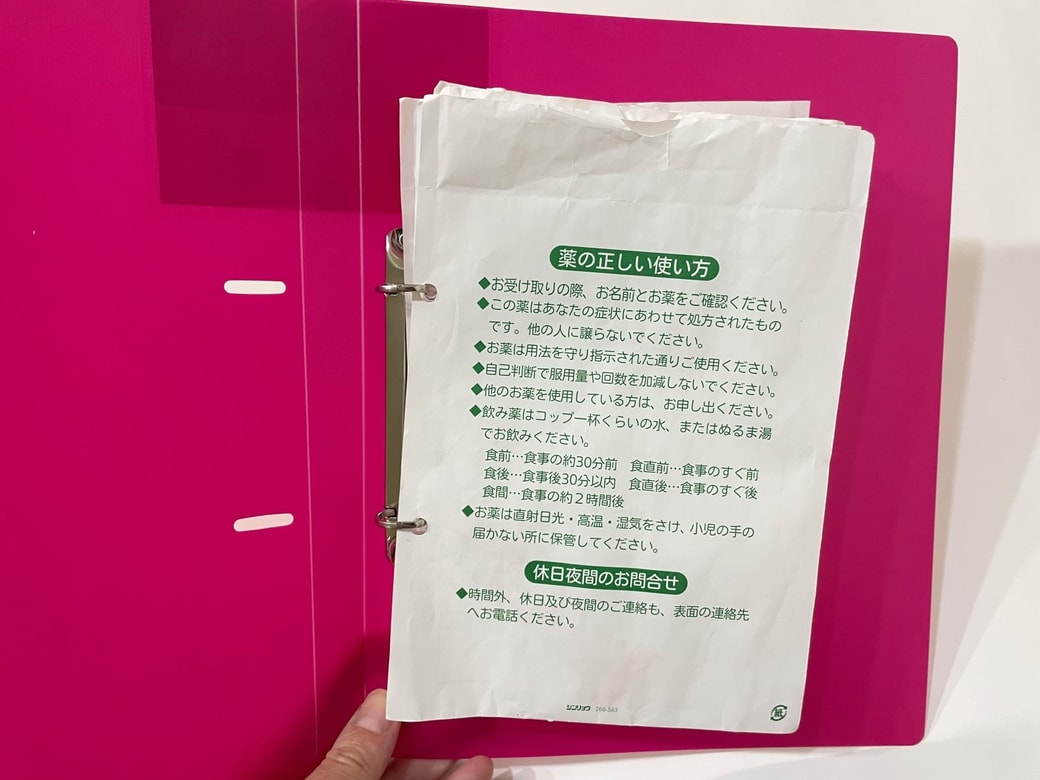 薬の正しい使い方
◆お受け取りの際、お名前とお薬をご確認ください。
◆この薬はあなたの症状にあわせて処方されたもの
です。他の人に譲らないでください。
◆お薬は用法を守り指示された通りご使用ください。
◆自己判断で服用量や回数を加減しないでください。
◆他のお薬を使用している方は、お申し出ください。
◆飲み薬はコップ一杯くらいの水、またはぬるま湯
でお飲みください。
食前…食事の約30分前 食直前…食事のすぐ前
食後…食事後30分以内 食直後…食事のすぐ後
食間…食事の約2時間後
◆お薬は直射日光・高温・湿気をさけ、小児の手の
届かない所に保管してください。
休日夜間のお問合せ
◆時間外、休日及び夜間のご連絡も、表面の連絡先
へお電話ください。
シンリョウ 260-563
紙